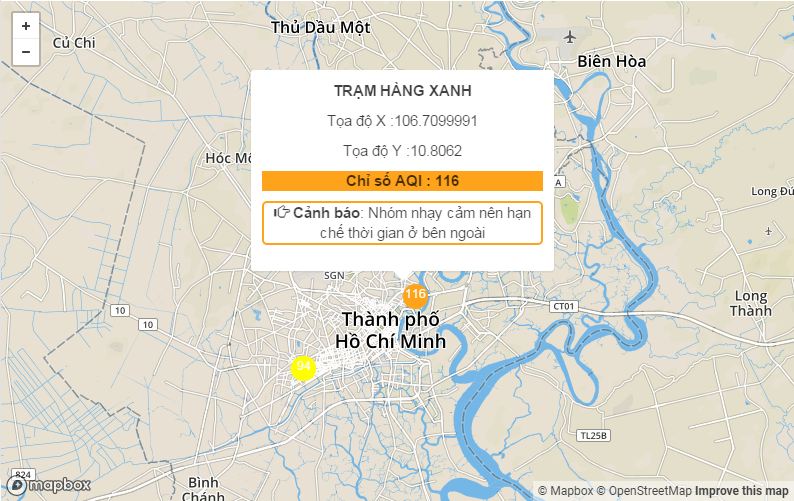 +
−
Củ Chi
Thủ Dầu Một
Biên Hòa
TRẠM HÀNG XANH
Tọa độ X :106.7099991
Tọa độ Y :10.8062
Chỉ số AQI : 116
Cảnh báo: Nhóm nhạy cảm nên hạn
chế thời gian ở bên ngoài
Hóc Mô
A
Long Đứ
SGN
116
10
10
CT01
Long
Thành
Thành phố
Hồ Chí Minh
94
TL25B
824
Bình
Chánh
mapbox
© Mapbox © OpenStreetMap Improve this map